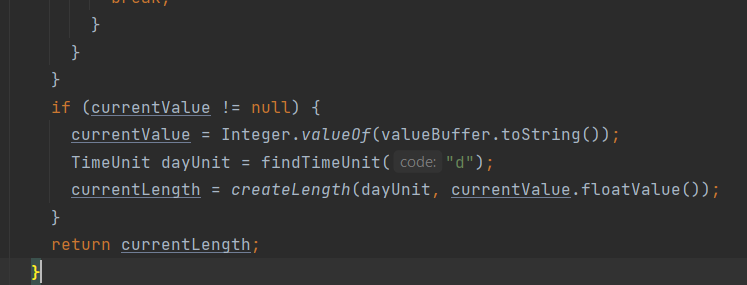 break;
}
}
}
if (currentValue != null) {
currentValue = Integer.valueOf(valueBuffer.toString());
TimeUnit dayUnit = findTimeUnit( code: "d");
currentLength = createLength(dayUnit, currentValue.floatValue());
}
return currentLength;
}